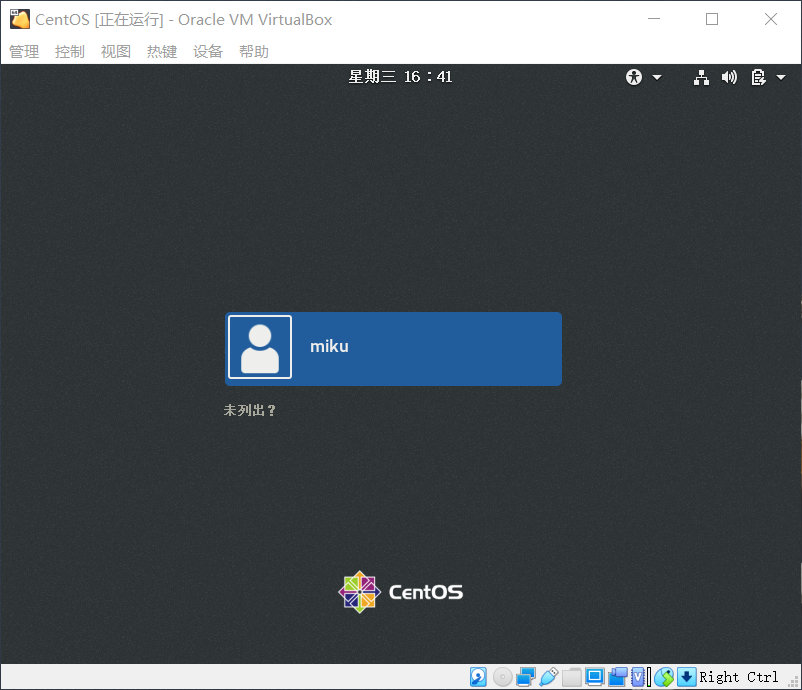 CentOS [正在运行] - Oracle VM VirtualBox
管理 控制 视图 热键 设备 帮助
星期三 16：41
miku
未列出？
CentOS
Right Ctrl